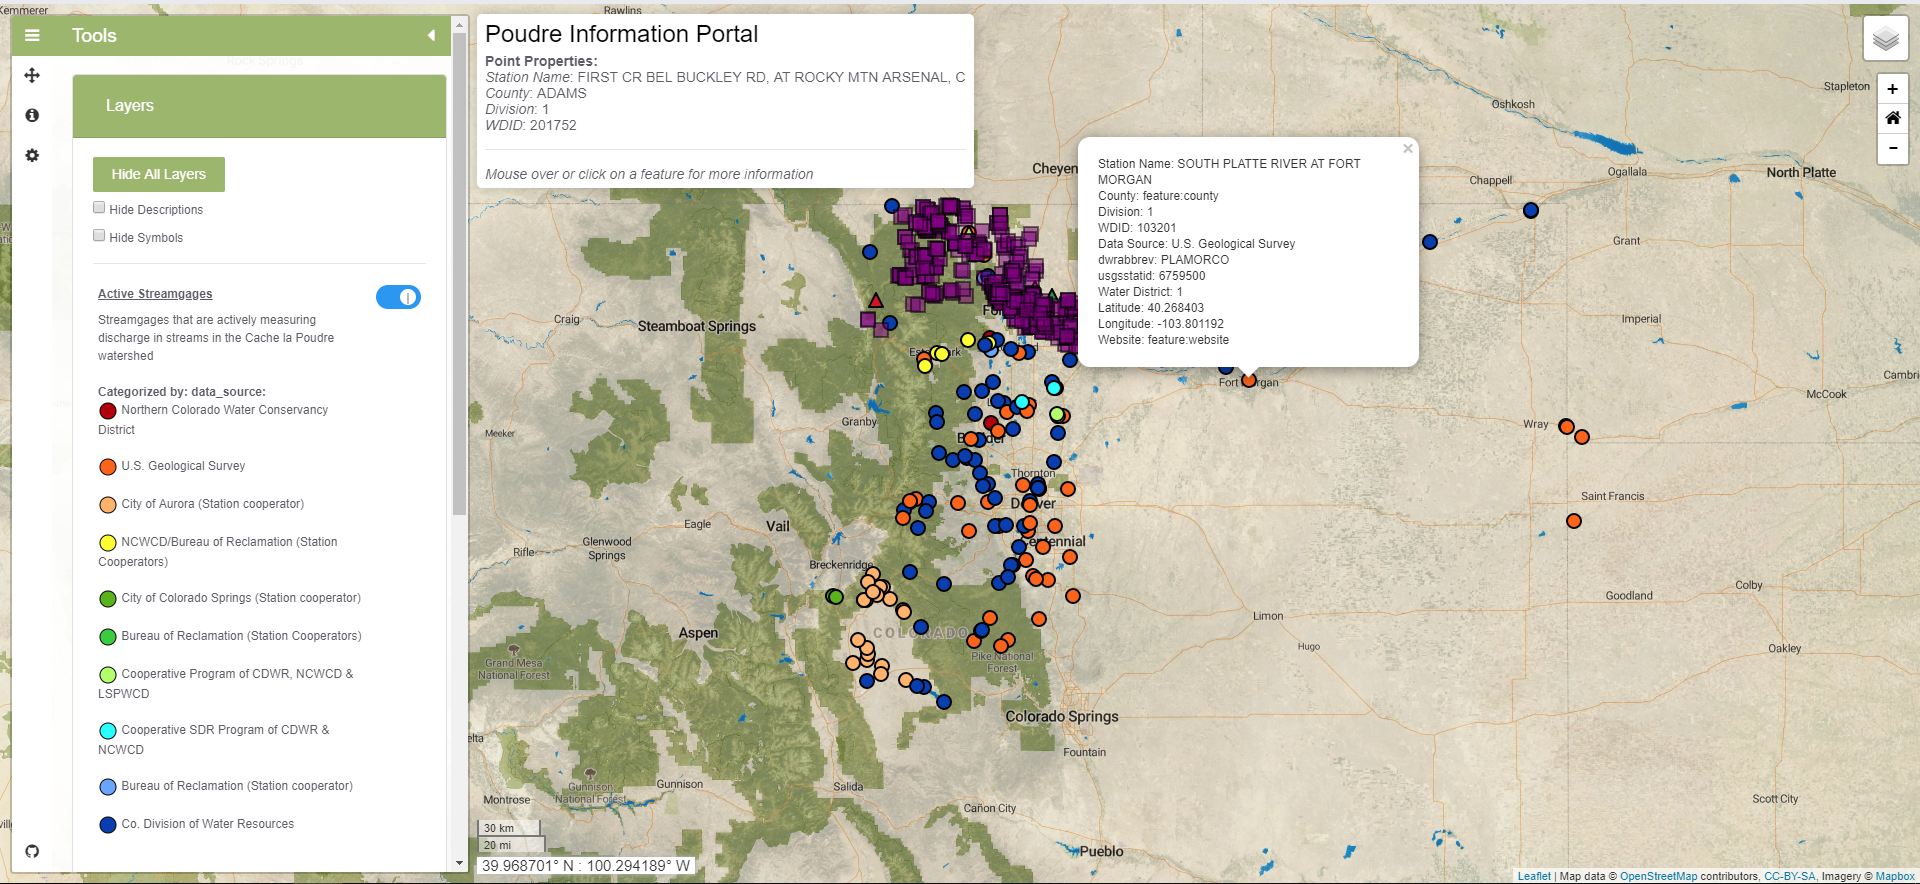 Kemmerer
Rawlins
Tools
Rock Springs
Layers
Hide All Layers
Hide Descriptions
Hide Symbols
Active Streamgages
Streamgages that are actively measuring
discharge in streams in the Cache la Poudre
watershed
Categorized by: data_source:
Northern Colorado Water Conservancy
District
U.S. Geological Survey
City of Aurora (Station cooperator)
NCWCD/Bureau of Reclamation (Station
Cooperators)
City of Colorado Springs (Station cooperator)
Bureau of Reclamation (Station Cooperators)
Cooperative Program of CDWR, NCWCD &
LSPWCD
Cooperative SDR Program of CDWR &
NCWCD
Bureau of Reclamation (Station cooperator)
Co. Division of Water Resources
Poudre Information Portal
Point Properties:
Station Name: FIRST CR BEL BUCKLEY RD, AT ROCKY MTN ARSENAL, C
County: ADAMS
Division: 1
WDID: 201752
Mouse over or click on a feature for more information
×
Station Name: SOUTH PLATTE RIVER AT FORT
MORGAN
County: feature:county
Division: 1
WDID: 103201
Data Source: U.S. Geological Survey
dwrabbrev: PLAMORCO
usgsstatid: 6759500
Water District: 1
Latitude: 40.268403
Longitude: -103.801192
Website: feature:website
+
-
Stapleton
Oshkosh
Cheyen
Chappell
Ogallala
North Platte
Grant
Imperial
Craig
Steamboat Springs
Fort Morgan
McCook
Cambri
Granby
Wray
Meeker
Thornton
Denver
Saint Francis
Eagle
Vail
Centennial
Glenwood
Springs
Rifle
Breckenridge
Colby
Goodland
Limon
Aspen
COLORADO
Hugo
Oakley
Grand Mesa
National Forest
Pike National
Forest
Colorado Springs
elta
Fountain
Gunnison
Gunnison
National Forest
Salida
Montrose
Cañon City
Scott City
Pueblo
30 km
20 mi
39.968701° N : 100.294189° W
Leaflet | Map data © OpenStreetMap contributors, CC-BY-SA, Imagery © Mapbox